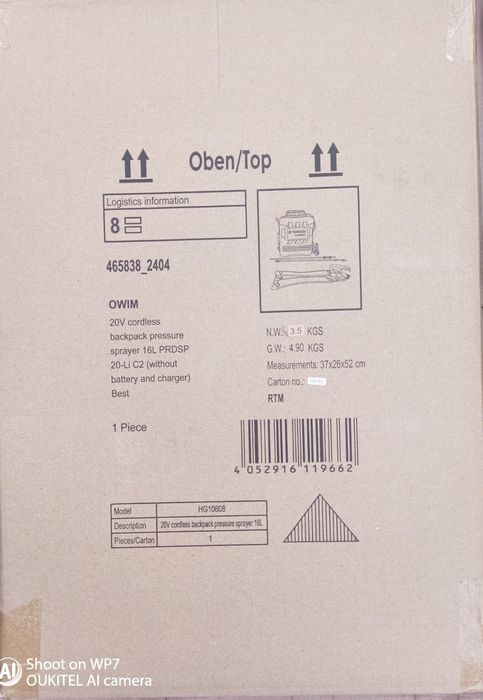 Oben/Top
Logistics information
8
465838_2404
OWIM
20V cordless
backpack pressure
sprayer 16L PRDSP
20-Li C2 (without
battery and charger)
Best
N.W.: 3.5 KGS
G.W.: 4.90 KGS
Measurements: 37x26x52 cm
Carton no.:
RTM
1 Piece
4 052916 119662
Model HG10608
Description 20V cordless backpack pressure sprayer 16L
Pieces/Carton 1
AI Shoot on WP7
OUKITEL AI camera